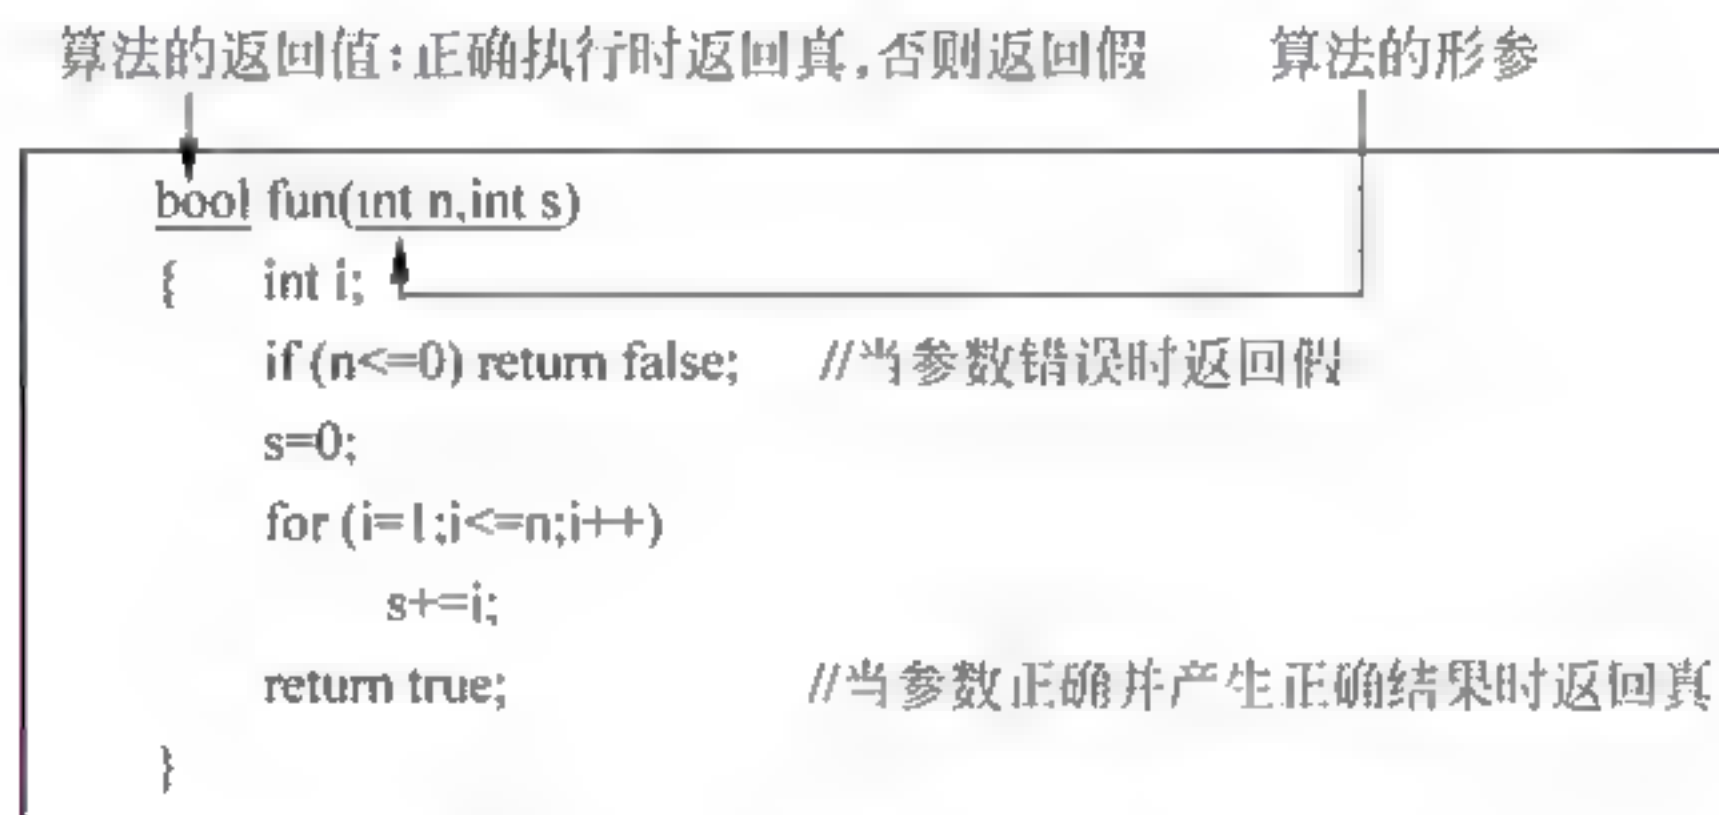 算法的返回值:正确执行时返回真,否则返回假 算法的形参
bool fun(int n,int s)
{ int i;
if (n<=0) return false; //当参数错误时返回假
s=0;
for (i=1;i<=n;i++)
s+=i;
return true; //当参数正确并产生正确结果时返回真
}